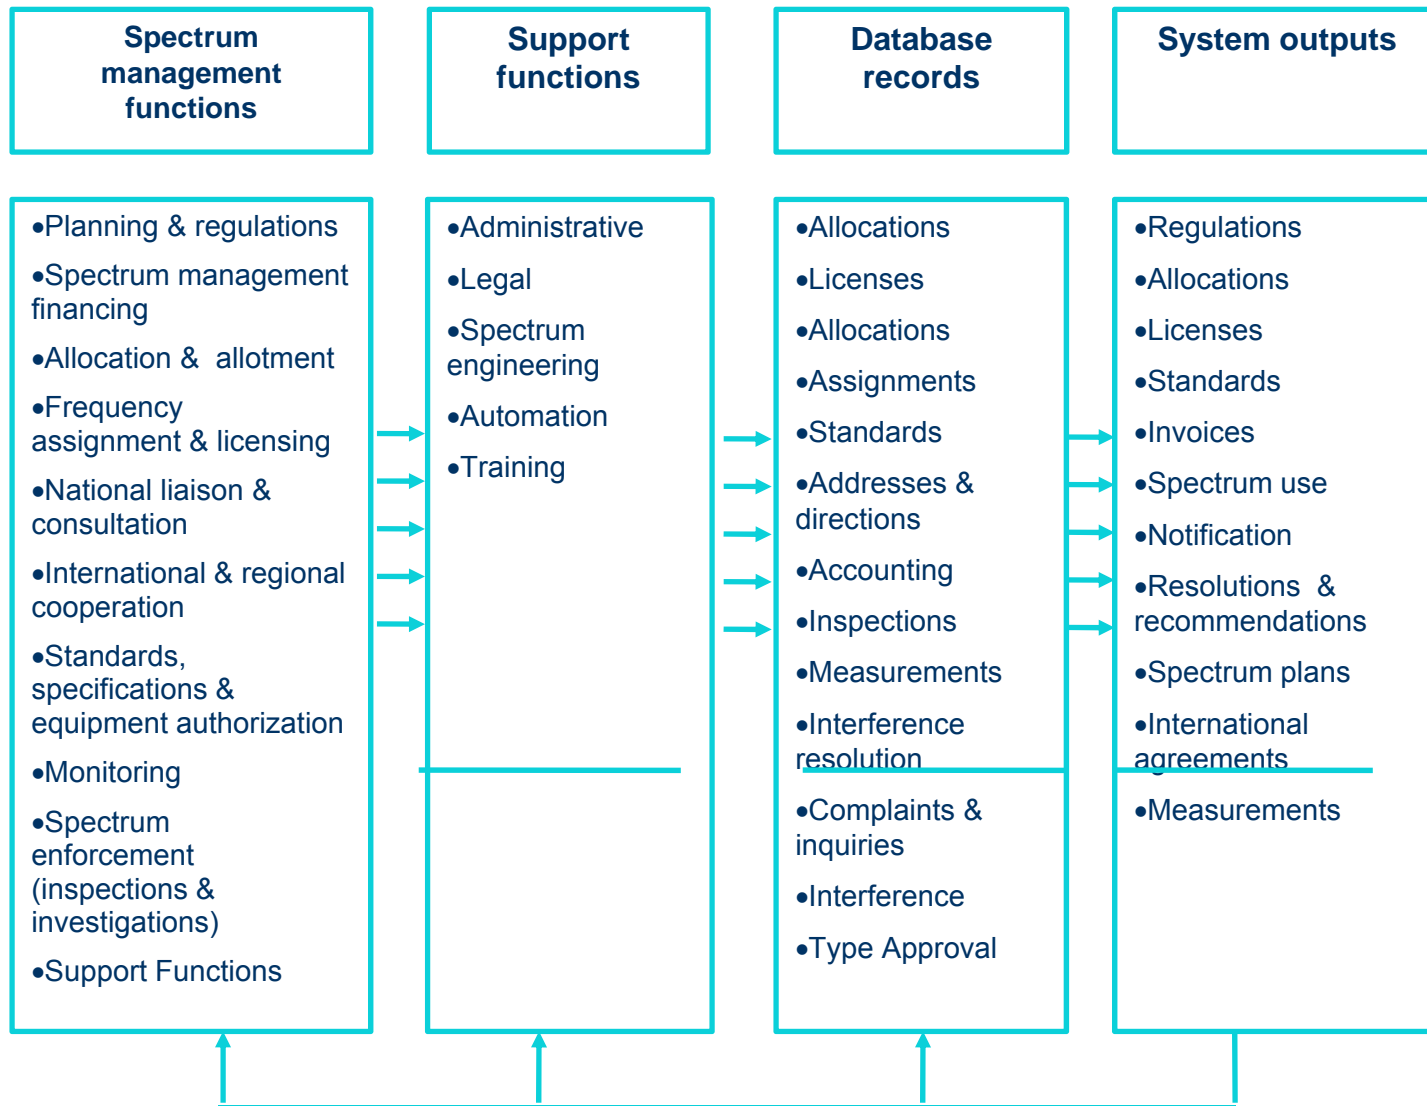 Spectrum
management
functions
Support
functions
Database
records
System outputs
•Planning & regulations
•Spectrum management
financing
•Allocation & allotment
•Frequency
assignment & licensing
•National liaison &
consultation
•International & regional
cooperation
•Standards,
specifications &
equipment authorization
•Monitoring
•Spectrum
enforcement
(inspections &
investigations)
•Support Functions
•Administrative
•Legal
•Spectrum
engineering
•Automation
•Training
•Allocations
•Licenses
•Allocations
•Assignments
•Standards
•Addresses &
directions
•Accounting
•Inspections
•Measurements
•Interference
resolution
•Complaints &
inquiries
•Interference
•Type Approval
•Regulations
•Allocations
•Licenses
•Standards
•Invoices
•Spectrum use
•Notification
•Resolutions &
recommendations
•Spectrum plans
•International
agreements
•Measurements